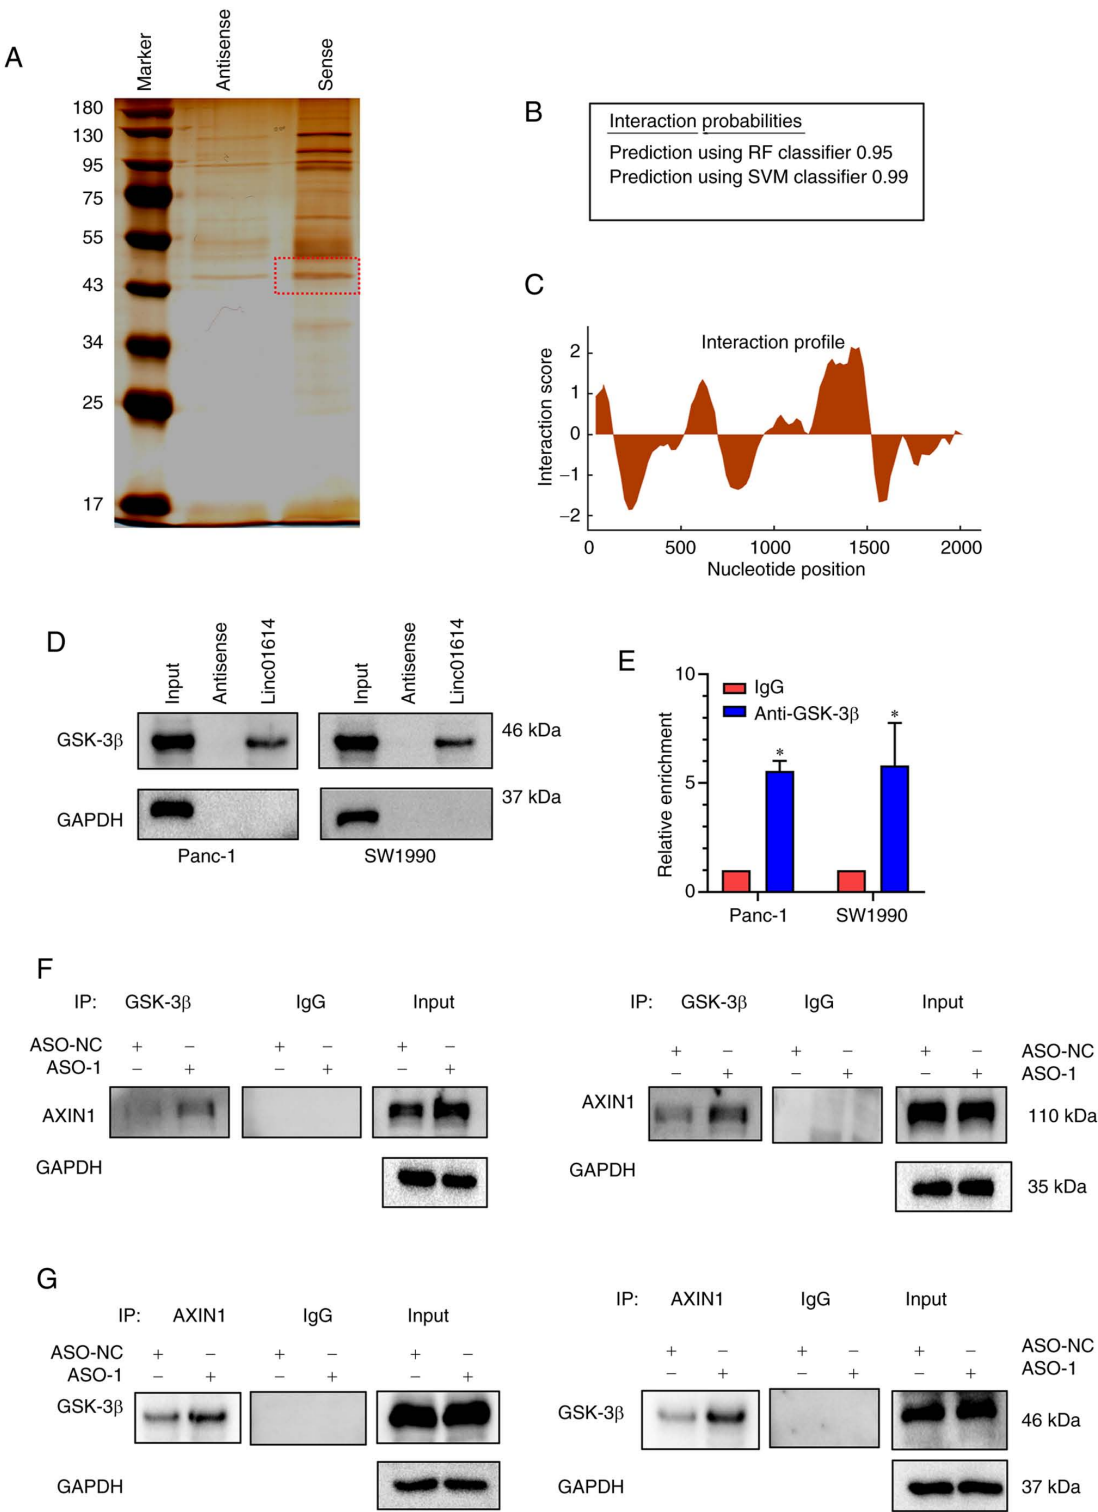 A
Marker
Antisense
Sense
180
130
95
75
55
43
34
25
17
B
Interaction probabilities
Prediction using RF classifier 0.95
Prediction using SVM classifier 0.99
C
Interaction profile
Interaction score
2
1
0
−1
−2
0 500 1000 1500 2000
Nucleotide position
D
Input Antisense Linc01614 Input Antisense Linc01614
GSK-3β 46 kDa
GAPDH 37 kDa
Panc-1 SW1990
E
Relative enrichment
10
5
0
IgG
Anti-GSK-3β
* *
Panc-1 SW1990
F
IP: GSK-3β IgG Input
ASO-NC + − + − + −
ASO-1 − + − + − +
AXIN1
GAPDH
IP: GSK-3β IgG Input
+ − + − + − ASO-NC
− + − + − + ASO-1
AXIN1 110 kDa
GAPDH 35 kDa
G
IP: AXIN1 IgG Input
ASO-NC + − + − + −
ASO-1 − + − + − +
GSK-3β
GAPDH
IP: AXIN1 IgG Input
+ − + − + − ASO-NC
− + − + − + ASO-1
GSK-3β 46 kDa
GAPDH 37 kDa